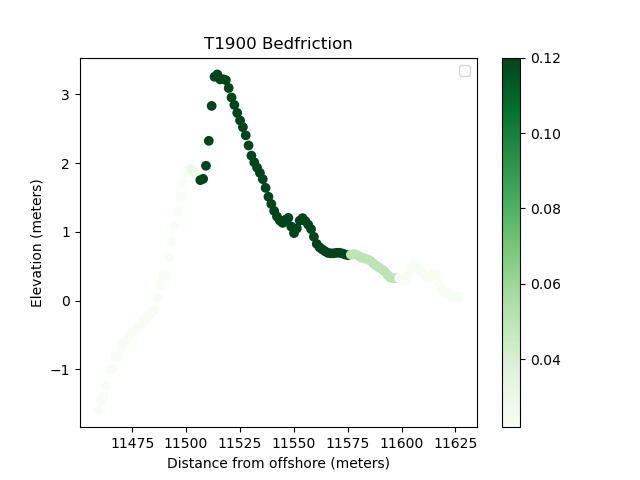 T1900 Bedfriction
Elevation (meters)
3
2
1
0
−1
11475 11500 11525 11550 11575 11600 11625
Distance from offshore (meters)
0.12
0.10
0.08
0.06
0.04